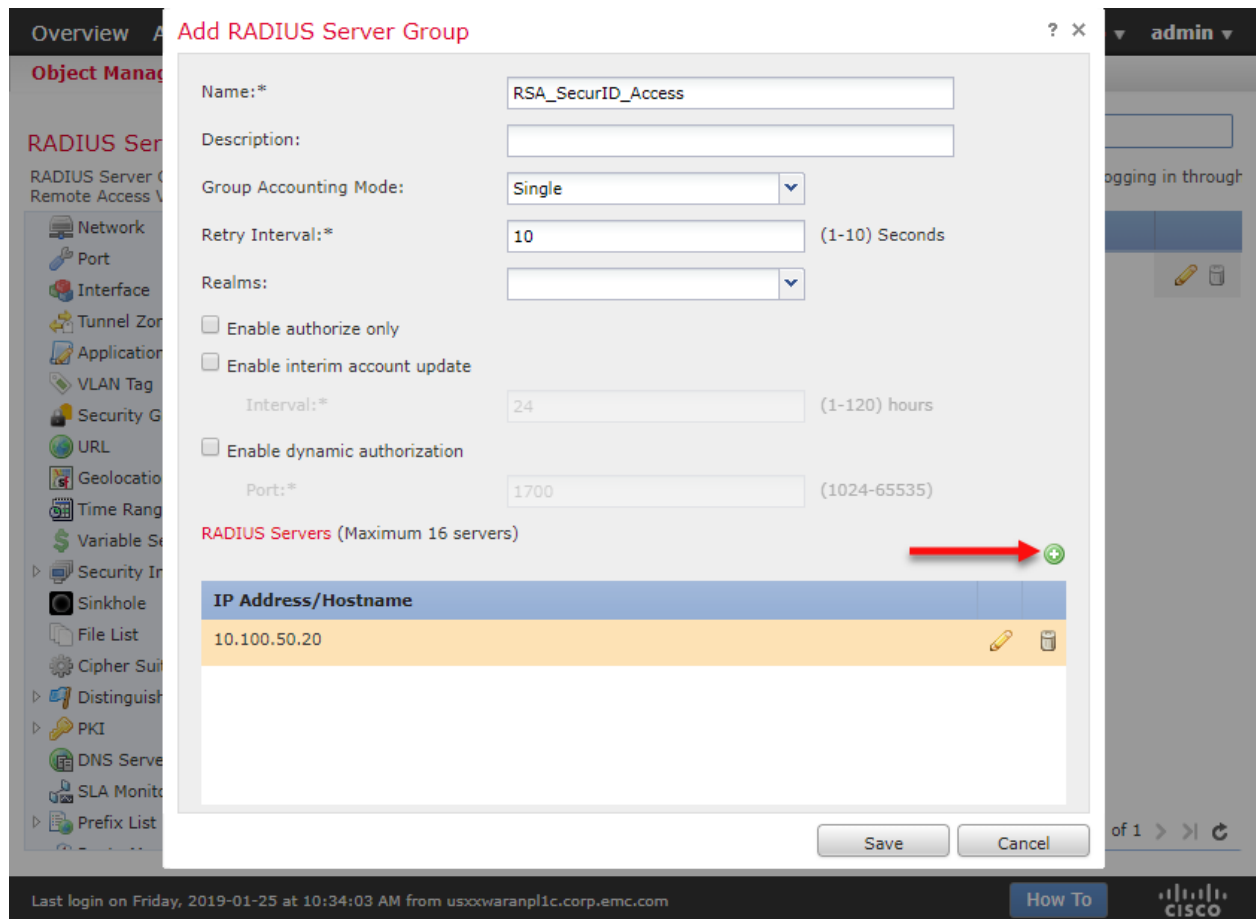 Overview
Add RADIUS Server Group
? ×
admin
Object Manag
Name:*
RSA_SecurID_Access
Description:
RADIUS Ser
RADIUS Server
Remote Access V
ogging in through
Group Accounting Mode:
Single
Retry Interval:*
10
(1-10) Seconds
Realms:
Enable authorize only
Enable interim account update
Interval:*
24
(1-120) hours
Enable dynamic authorization
Port:*
1700
(1024-65535)
RADIUS Servers (Maximum 16 servers)
IP Address/Hostname
10.100.50.20
Network
Port
Interface
Tunnel Zon
Application
VLAN Tag
Security G
URL
Geolocatio
Time Rang
Variable Se
Security In
Sinkhole
File List
Cipher Suit
Distinguish
PKI
DNS Serve
SLA Monito
Prefix List
Save
Cancel
of 1
Last login on Friday, 2019-01-25 at 10:34:03 AM from usxxwaranpl1c.corp.emc.com
How To
CISCO